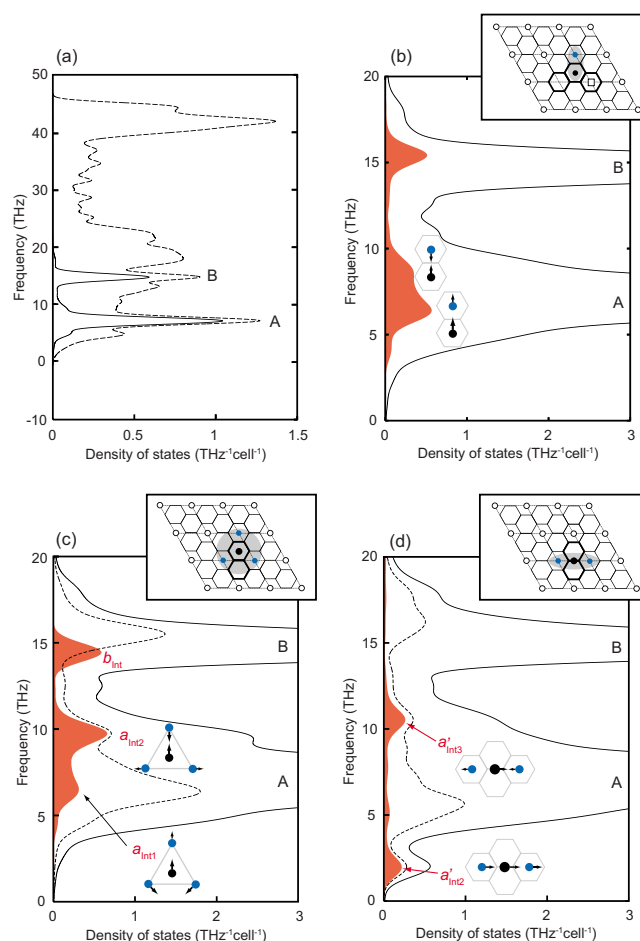 (a)
50
40
30
20
10
0
-10
Frequency (THz)
B
A
0
0.5
1
1.5
Density of states (THz⁻¹cell⁻¹)
(b)
20
15
10
5
0
Frequency (THz)
B
A
0
1
2
3
Density of states (THz⁻¹cell⁻¹)
(c)
20
15
10
5
0
Frequency (THz)
B
b_Int
a_Int2
A
a_Int1
0
1
2
3
Density of states (THz⁻¹cell⁻¹)
(d)
20
15
10
5
0
Frequency (THz)
B
a'_Int3
A
a'_Int2
0
1
2
3
Density of states (THz⁻¹cell⁻¹)